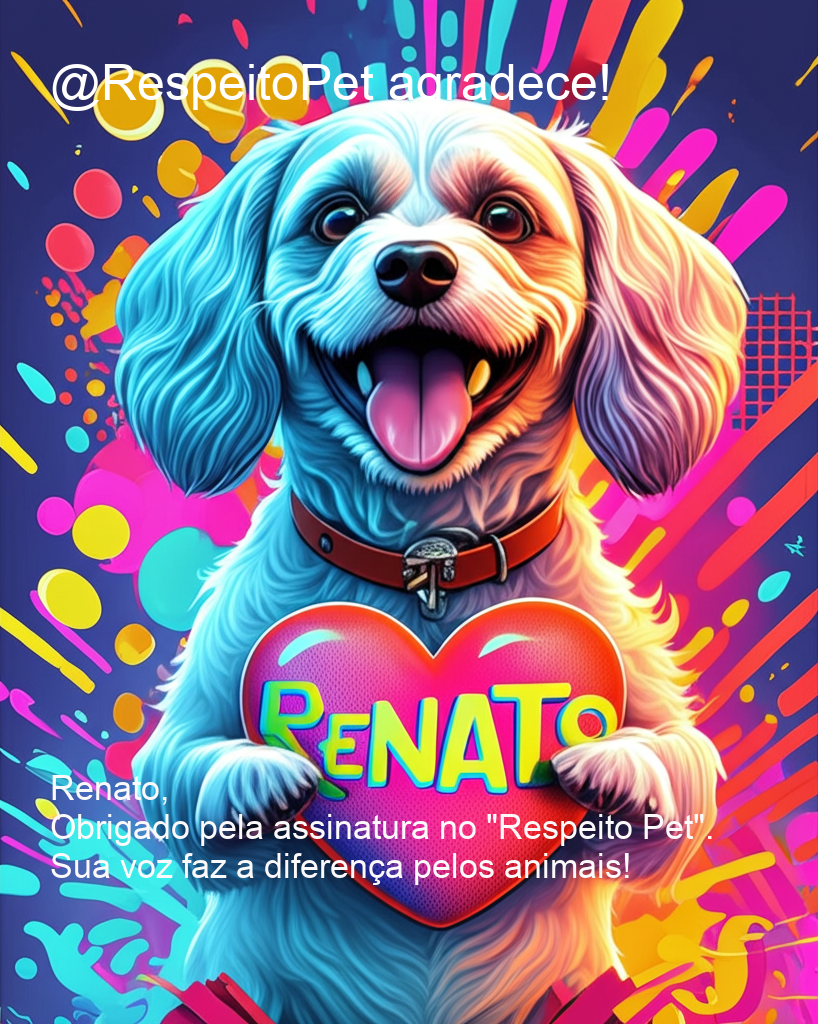 @RespeitoPet agradece!
RENATO
Renato,
Obrigado pela assinatura no "Respeito Pet".
Sua voz faz a diferença pelos animais!